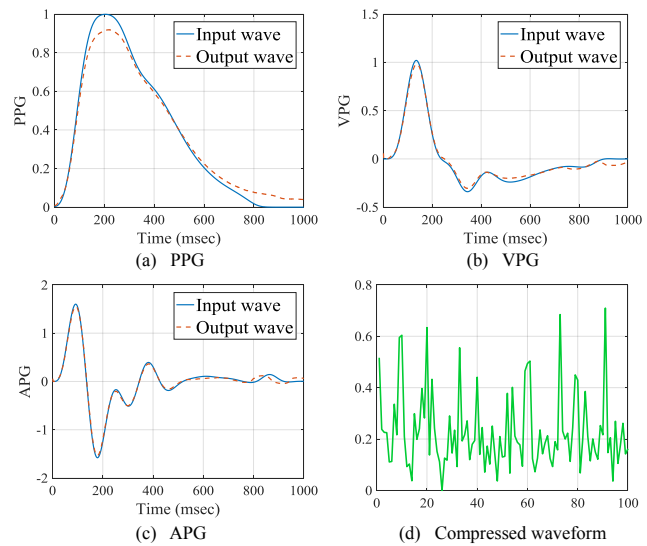 1
0.8
0.6
0.4
0.2
0
PPG
Input wave
Output wave
0 200 400 600 800 1000
Time (msec)
(a) PPG
1.5
1
0.5
0
-0.5
VPG
Input wave
Output wave
0 200 400 600 800 1000
Time (msec)
(b) VPG
2
1
0
-1
-2
APG
Input wave
Output wave
0 200 400 600 800 1000
Time (msec)
(c) APG
0.8
0.6
0.4
0.2
0
0 20 40 60 80 100
(d) Compressed waveform